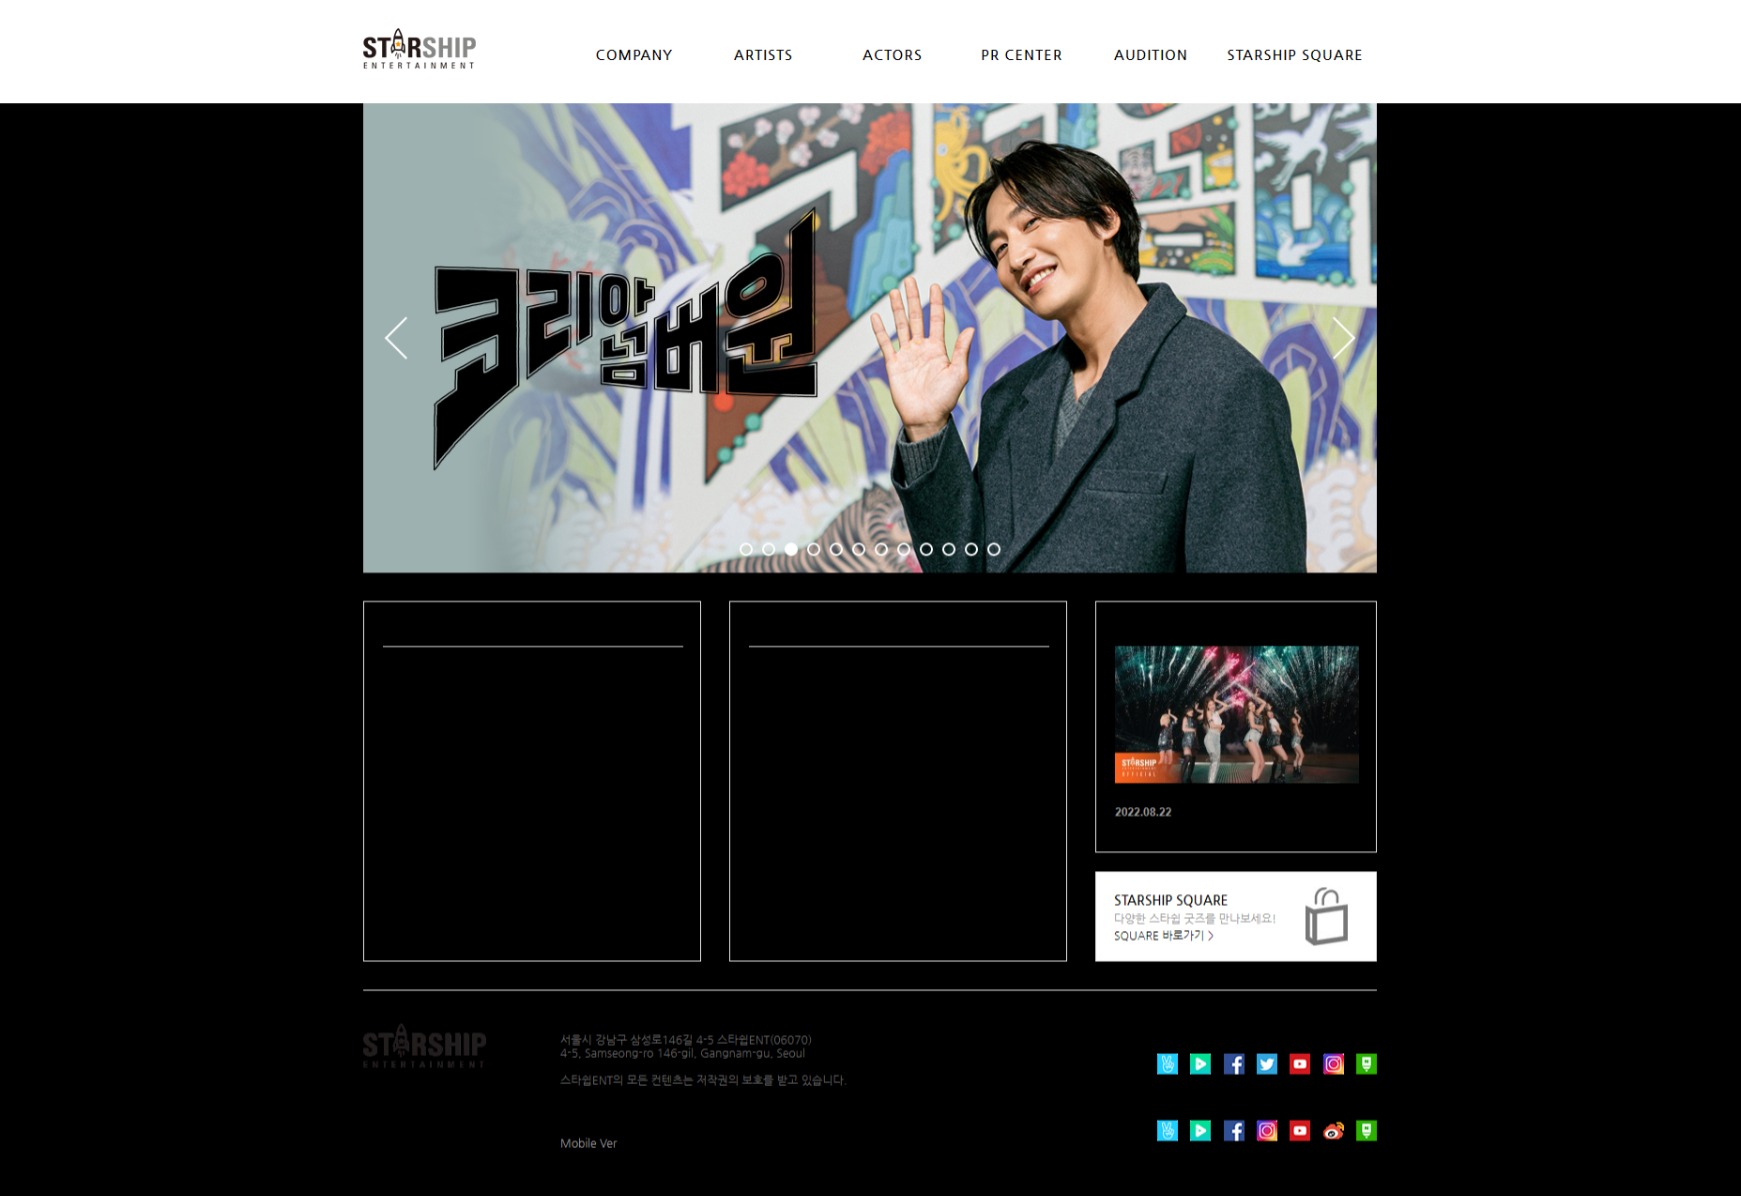 STARSHIP
ENTERTAINMENT
COMPANY
ARTISTS
ACTORS
PR CENTER
AUDITION
STARSHIP SQUARE
코리아
넘버원
STARSHIP
OFFICIAL
2022.08.22
STARSHIP SQUARE
다양한 스타쉽 굿즈를 만나보세요!
SQUARE 바로가기 >
STARSHIP
ENTERTAINMENT
서울시 강남구 삼성로146길 4-5 스타쉽ENT(06070)
4-5, Samseong-ro 146-gil, Gangnam-gu, Seoul
스타쉽ENT의 모든 컨텐츠는 저작권의 보호를 받고 있습니다.
Mobile Ver